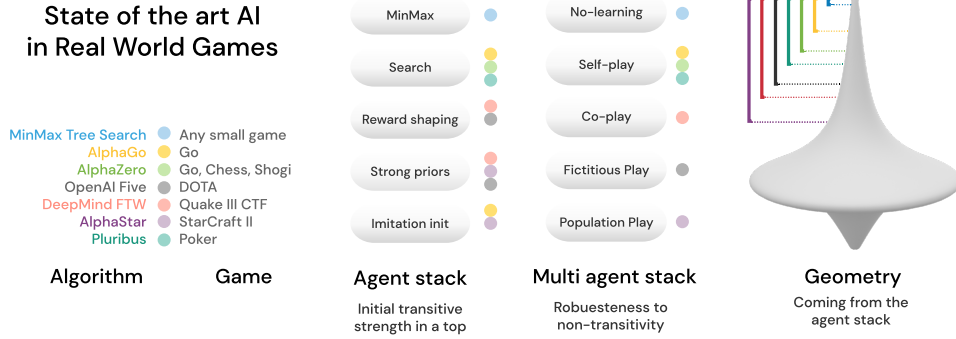 State of the art AI
in Real World Games
MinMax Tree Search Any small game
AlphaGo Go
AlphaZero Go, Chess, Shogi
OpenAI Five DOTA
DeepMind FTW Quake III CTF
AlphaStar StarCraft II
Pluribus Poker
Algorithm Game
MinMax
Search
Reward shaping
Strong priors
Imitation init
Agent stack
Initial transitive
strength in a top
No-learning
Self-play
Co-play
Fictitious Play
Population Play
Multi agent stack
Robuesteness to
non-transitivity
Geometry
Coming from the
agent stack